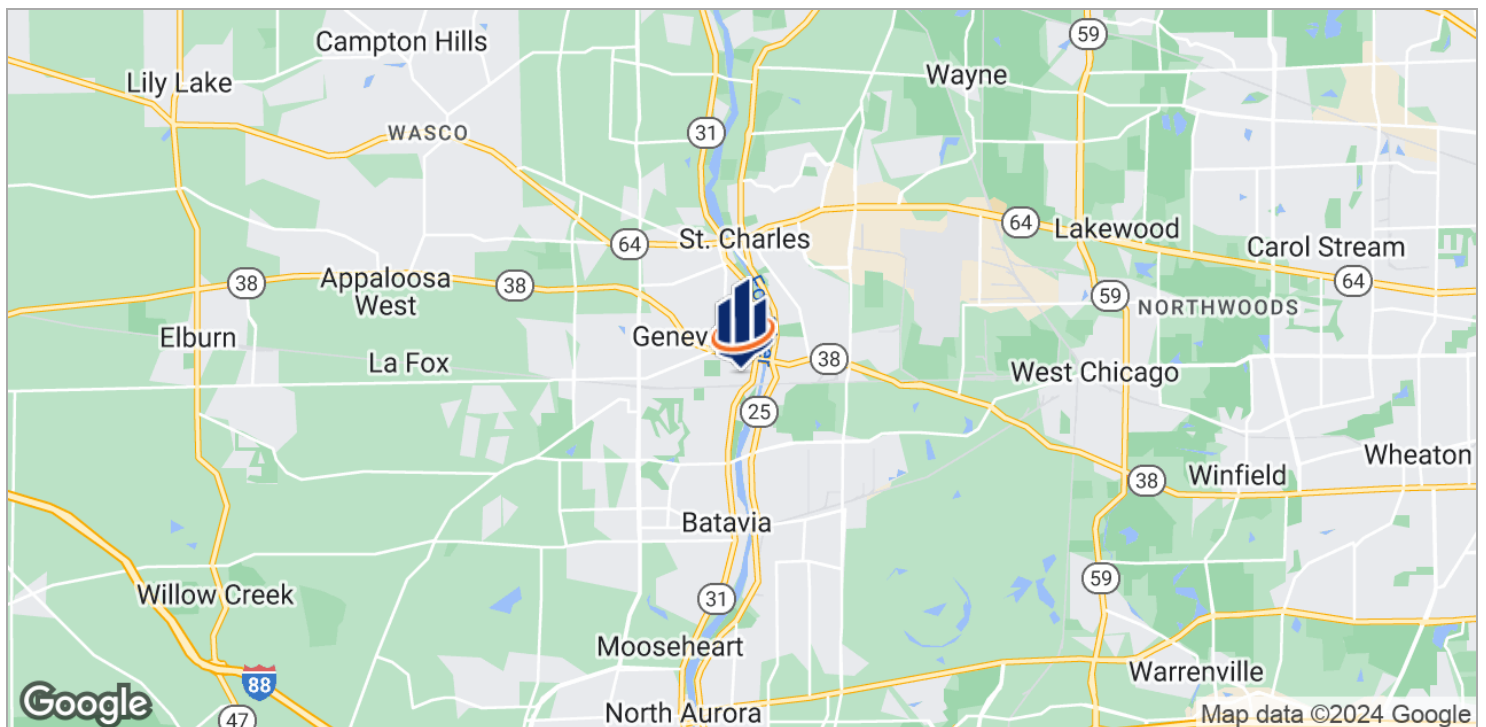 Campton Hills
Lily Lake
WASCO
59
Wayne
31
64
St. Charles
64
Lakewood
Carol Stream
64
38
Appaloosa
West
38
59
NORTHWOODS
Elburn
Genev
La Fox
38
West Chicago
25
Wheaton
38
Winfield
Batavia
59
Willow Creek
31
Mooseheart
Warrenville
88
North Aurora
47
Google
Map data ©2024 Google